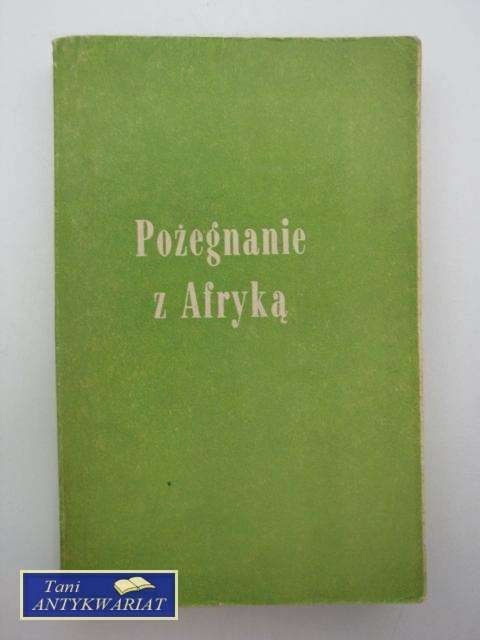 Pożegnanie
z Afryką
Tani
ANTYKWARIAT